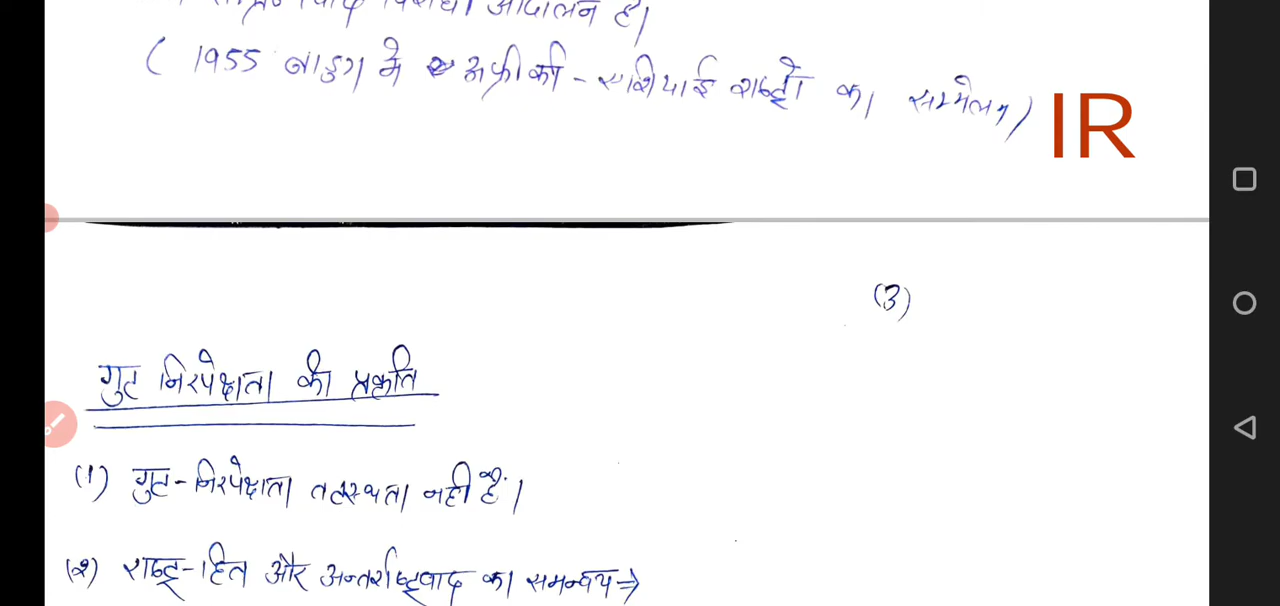 विरोधी आंदोलन है।
( 1955 बाडुंग में अफ्रीकी - एशियाई राष्ट्रों का सम्मेलन)
IR
(3)
गुट निरपेक्षता की प्रकृति
(1) गुट-निरपेक्षता तटस्थता नहीं है।
(2) राष्ट्र-हित और अन्तर्राष्ट्रवाद का समन्वय⇒